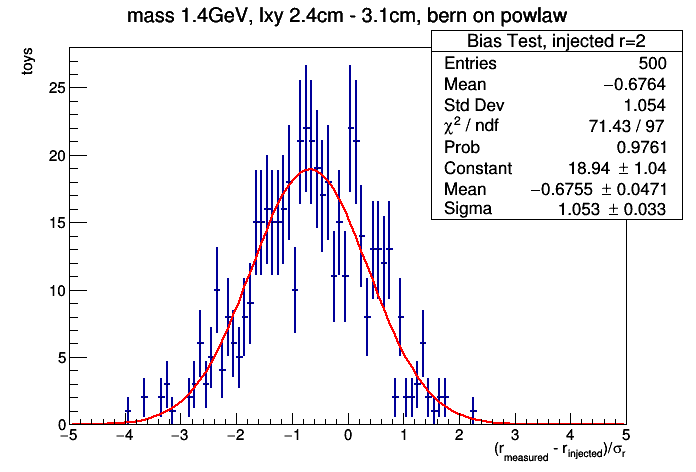 mass 1.4GeV, lxy 2.4cm - 3.1cm, bern on powlaw
Bias Test, injected r=2
Entries 500
Mean −0.6764
Std Dev 1.054
χ² / ndf 71.43 / 97
Prob 0.9761
Constant 18.94 ± 1.04
Mean −0.6755 ± 0.0471
Sigma 1.053 ± 0.033
toys
25
20
15
10
5
0
−5 −4 −3 −2 −1 0 1 2 3 4 5
(r_measured - r_injected)/σ_r